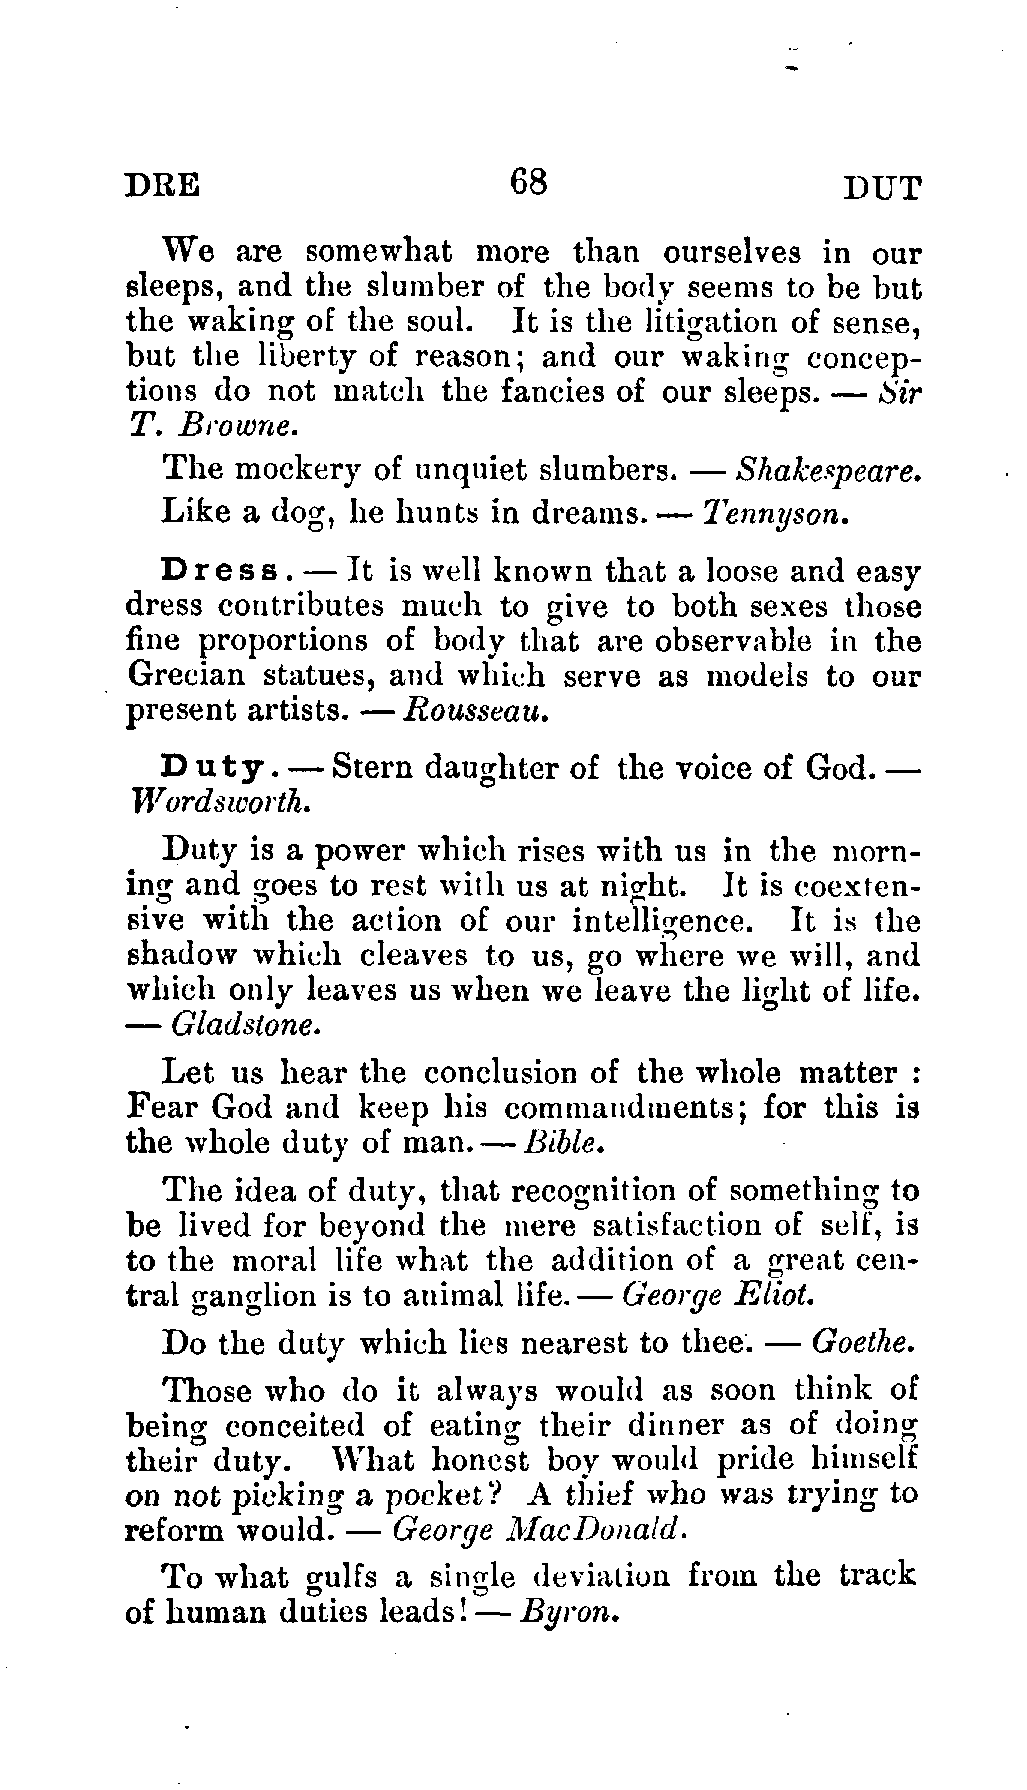 DRE 68 DUT
We are somewhat more than ourselves in our
sleeps, and the slumber of the body seems to be but
the waking of the soul. It is the litigation of sense,
but the liberty of reason; and our waking concep-
tions do not match the fancies of our sleeps. — Sir
T. Browne.
The mockery of unquiet slumbers. — Shakespeare.
Like a dog, he hunts in dreams. — Tennyson.
Dress. — It is well known that a loose and easy
dress contributes much to give to both sexes those
fine proportions of body that are observable in the
Grecian statues, and which serve as models to our
present artists. — Rousseau.
Duty. — Stern daughter of the voice of God. —
Wordsworth.
Duty is a power which rises with us in the morn-
ing and goes to rest with us at night. It is coexten-
sive with the action of our intelligence. It is the
shadow which cleaves to us, go where we will, and
which only leaves us when we leave the light of life.
— Gladstone.
Let us hear the conclusion of the whole matter :
Fear God and keep his commandments; for this is
the whole duty of man. — Bible.
The idea of duty, that recognition of something to
be lived for beyond the mere satisfaction of self, is
to the moral life what the addition of a great cen-
tral ganglion is to animal life. — George Eliot.
Do the duty which lies nearest to thee. — Goethe.
Those who do it always would as soon think of
being conceited of eating their dinner as of doing
their duty. What honest boy would pride himself
on not picking a pocket? A thief who was trying to
reform would. — George MacDonald.
To what gulfs a single deviation from the track
of human duties leads! — Byron.